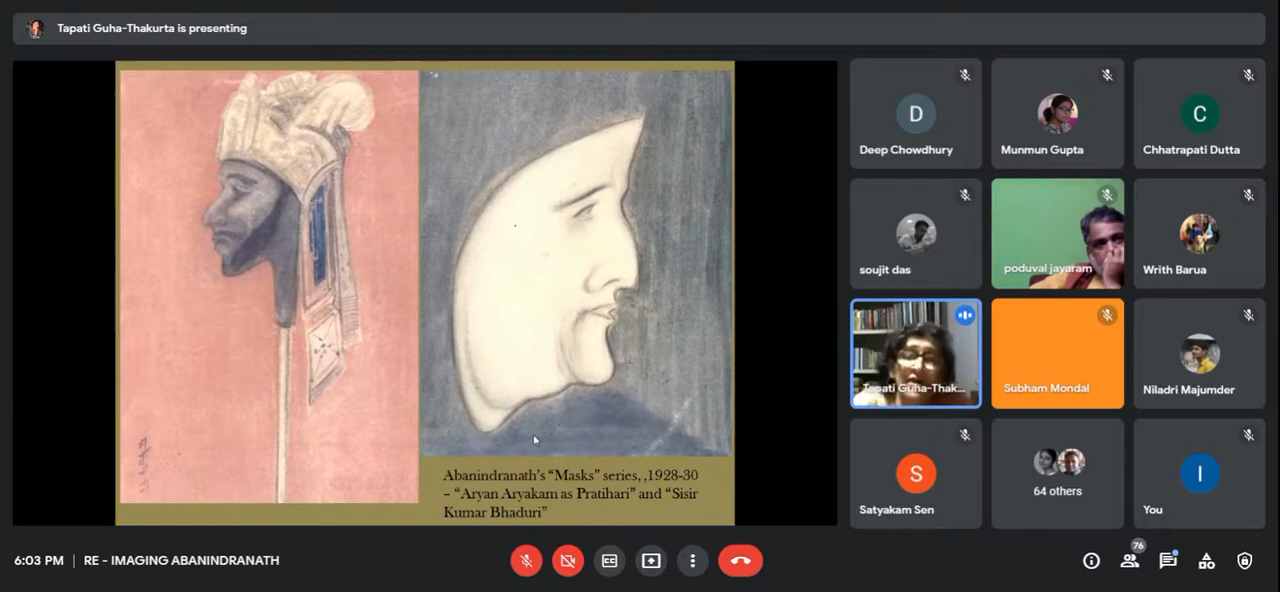 Tapati Guha-Thakurta is presenting
D
Deep Chowdhury
Munmun Gupta
C
Chhatrapati Dutta
soujit das
poduval jayaram
Writh Barua
Tapati Guha-Thak...
Subham Mondal
Niladri Majumder
S
Satyakam Sen
64 others
I
You
Abanindranath's “Masks” series, ,1928-30
– “Aryan Aryakam as Pratihari” and “Sisir
Kumar Bhaduri”
6:03 PM | RE - IMAGING ABANINDRANATH
CC
76